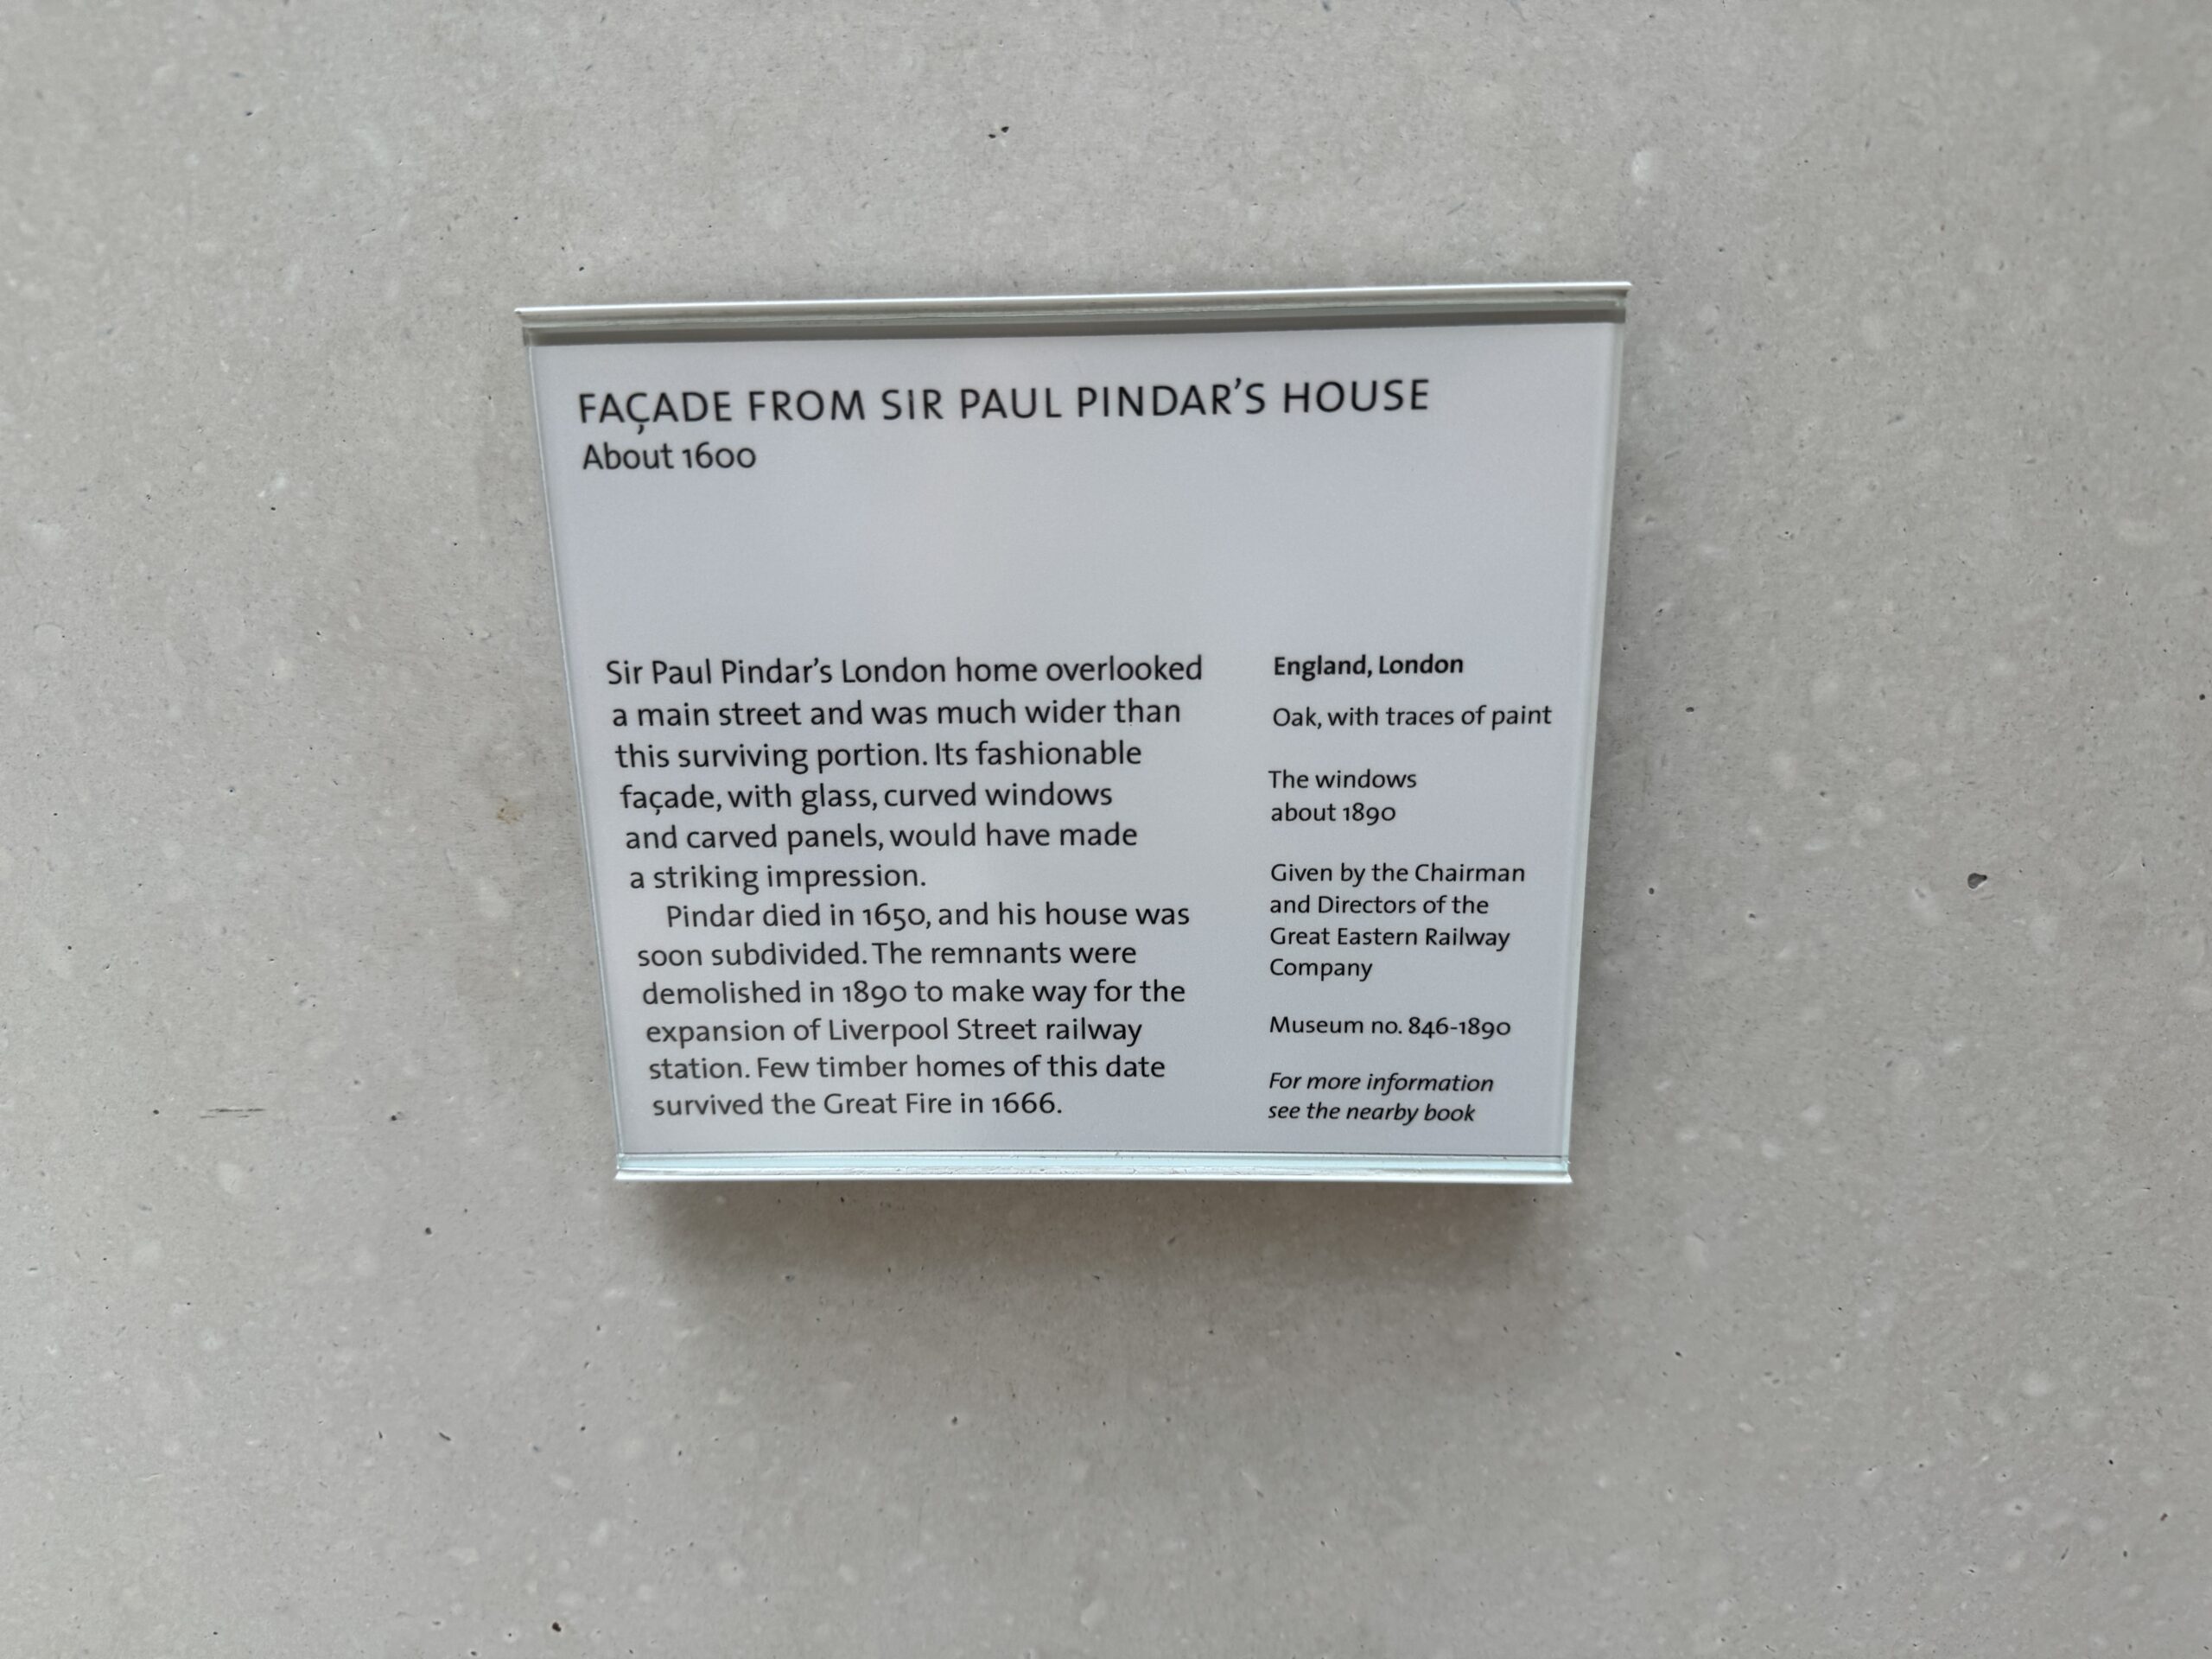 FAÇADE FROM SIR PAUL PINDAR'S HOUSE
About 1600
Sir Paul Pindar's London home overlooked
a main street and was much wider than
this surviving portion. Its fashionable
façade, with glass, curved windows
and carved panels, would have made
a striking impression.
Pindar died in 1650, and his house was
soon subdivided. The remnants were
demolished in 1890 to make way for the
expansion of Liverpool Street railway
station. Few timber homes of this date
survived the Great Fire in 1666.
England, London
Oak, with traces of paint
The windows
about 1890
Given by the Chairman
and Directors of the
Great Eastern Railway
Company
Museum no. 846-1890
For more information
see the nearby book